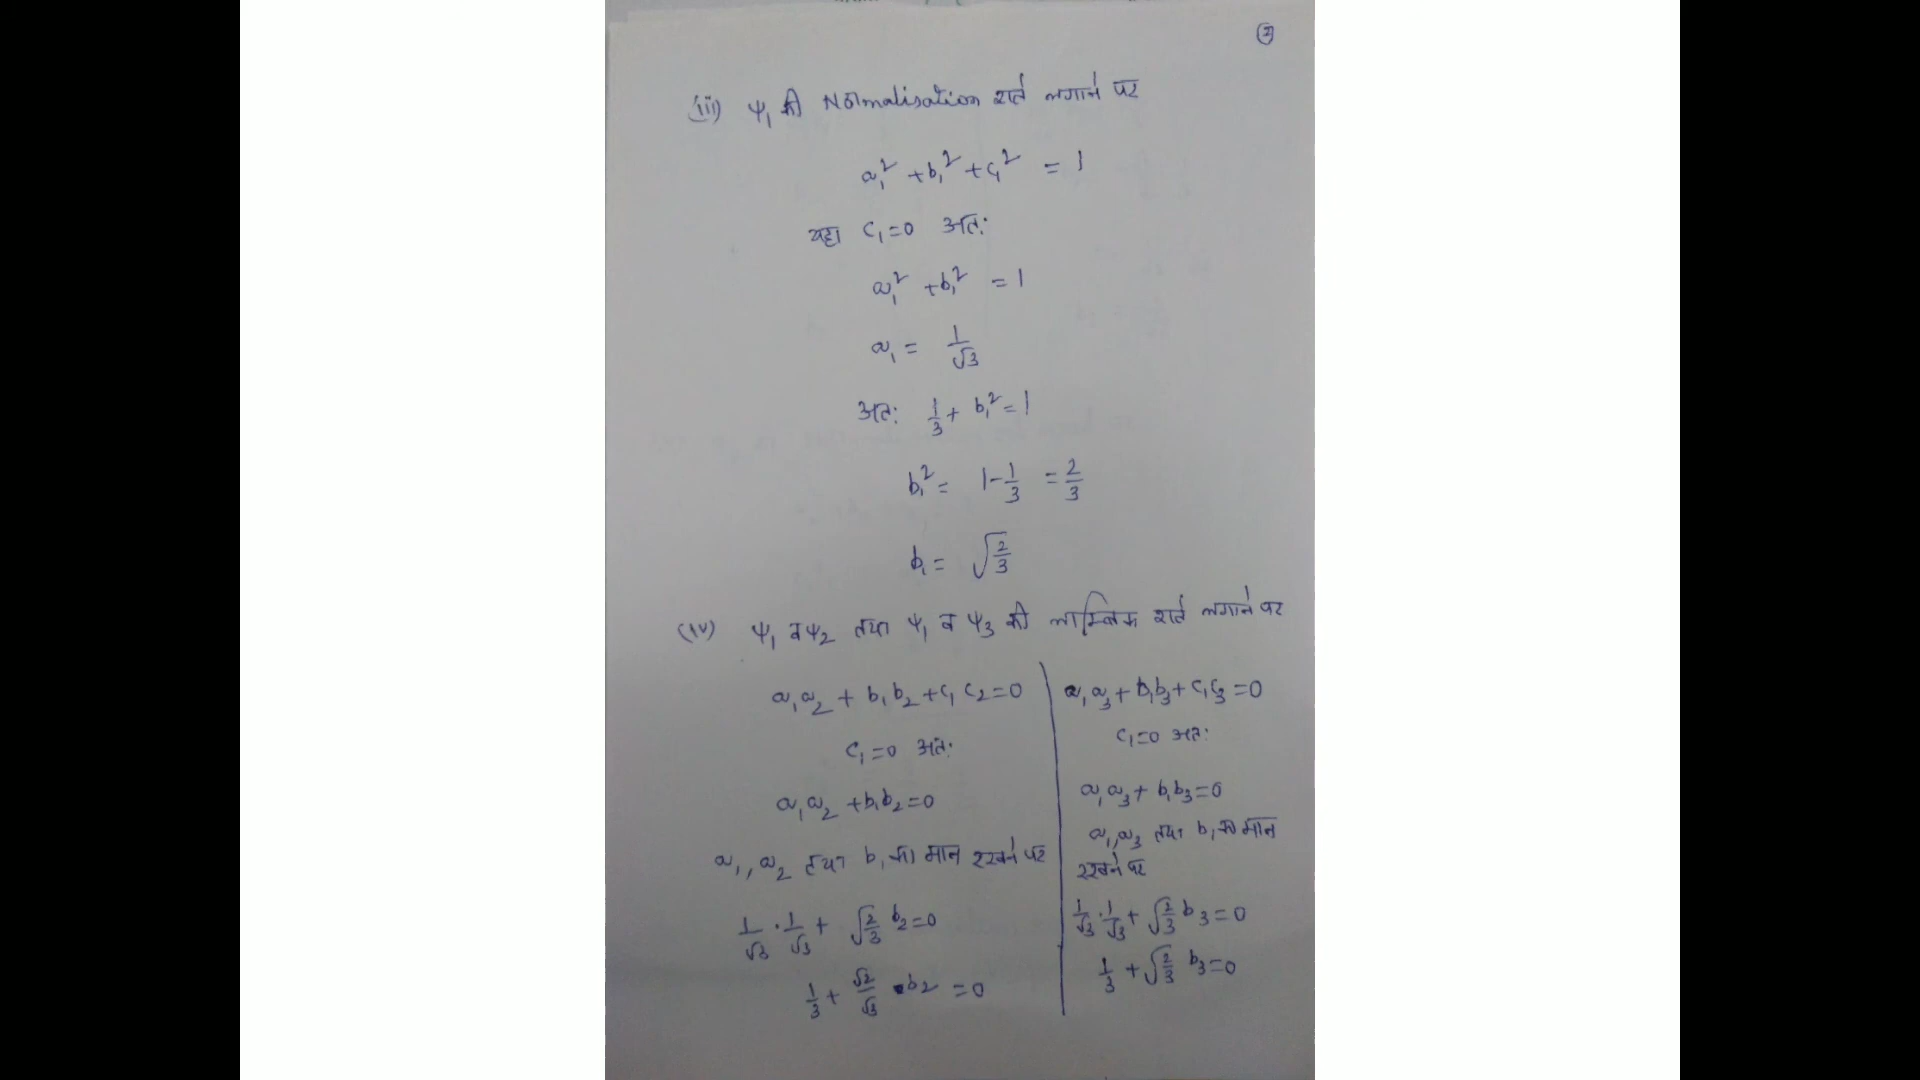 ②
(iii) Ψ₁ की Normalisation शर्त लगाने पर
a₁² + b₁² + c₁² = 1
यहा c₁=0 अत:
a₁² + b₁² = 1
a₁ = 1/√3
अत: 1/3 + b₁² = 1
b₁² = 1-1/3 = 2/3
b₁ = √(2/3)
(iv) Ψ₁ व Ψ₂ तथा Ψ₁ व Ψ₃ की लाम्बिक शर्त लगाने पर
a₁a₂ + b₁b₂ + c₁c₂=0
c₁=0 अत:
a₁a₂ + b₁b₂=0
a₁, a₂ तथा b₁ का मान रखने पर
1/√3 · 1/√3 + √(2/3) b₂=0
1/3 + √2/√3 · b₂ =0
a₁a₃ + b₁b₃ + c₁c₃=0
c₁=0 अत:
a₁a₃ + b₁b₃=0
a₁, a₃ तथा b₁ का मान
रखने पर
1/√3 · 1/√3 + √(2/3) b₃=0
1/3 + √(2/3) b₃=0